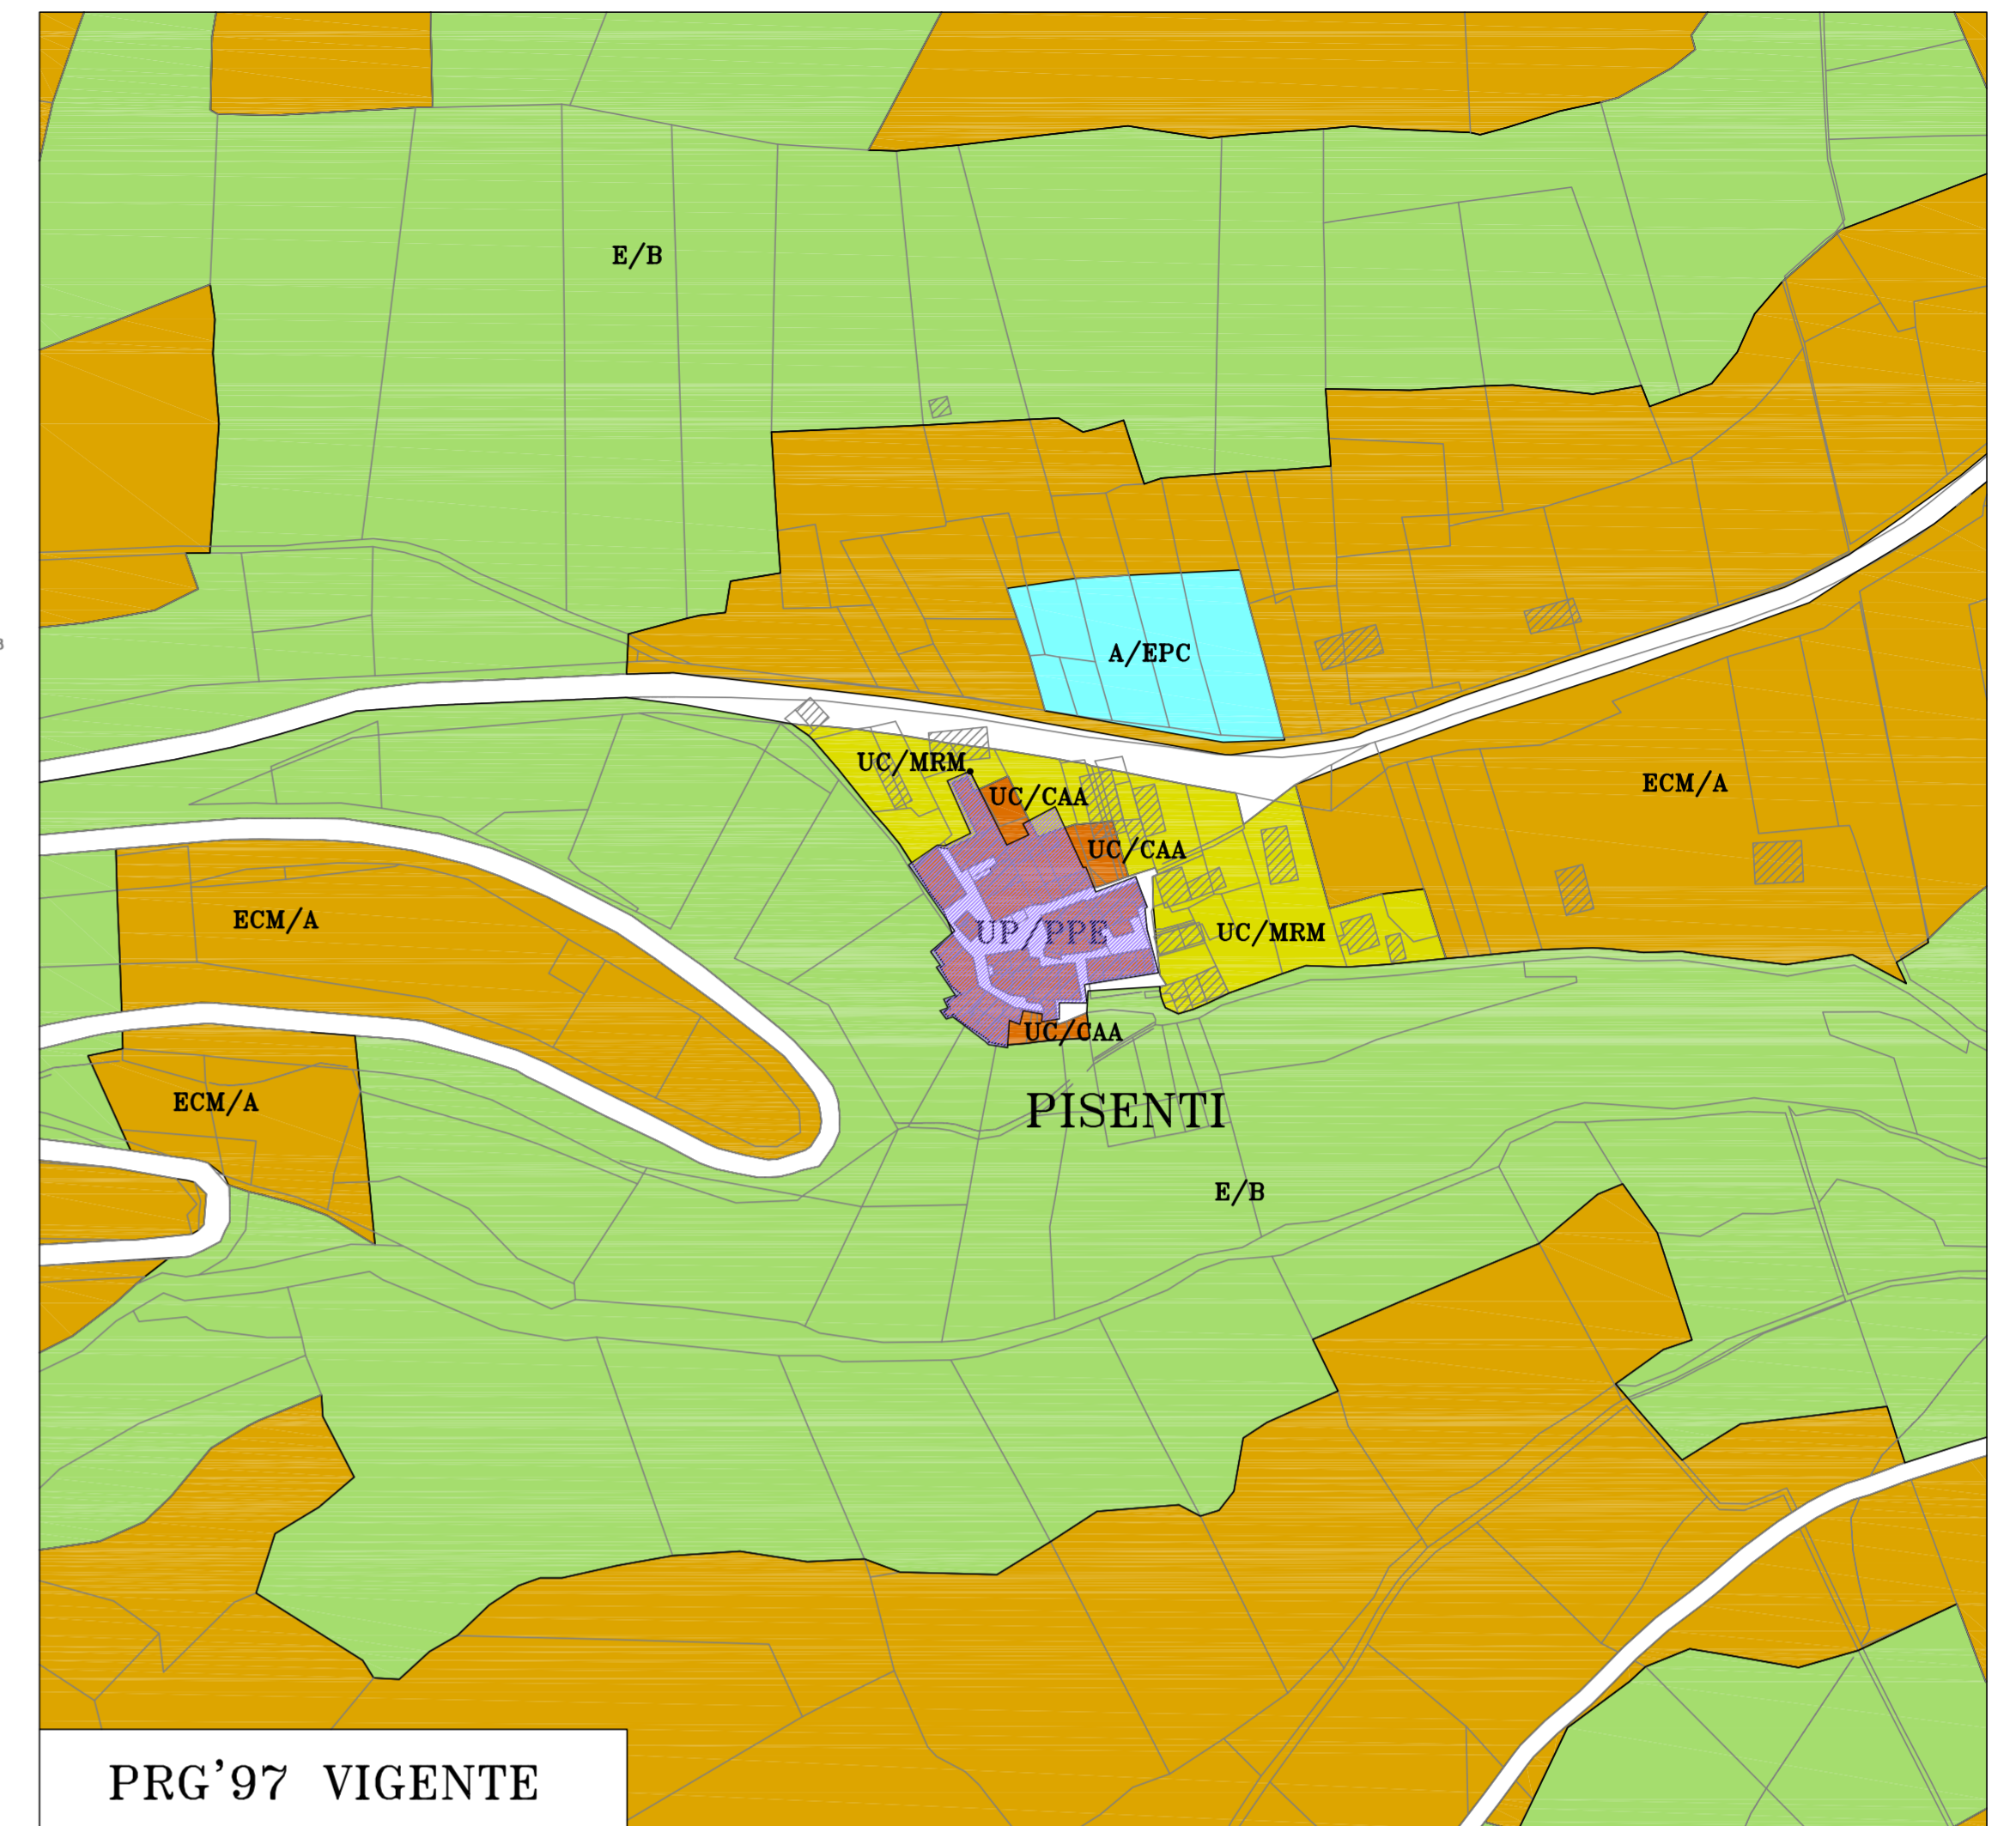 E/B
A/EPC
UC/MRM.
ECM/A
UC/CAA
UC/CAA
ECM/A
UP/PPE
UC/MRM
UC/CAA
ECM/A
PISENTI
E/B
PRG'97 VIGENTE